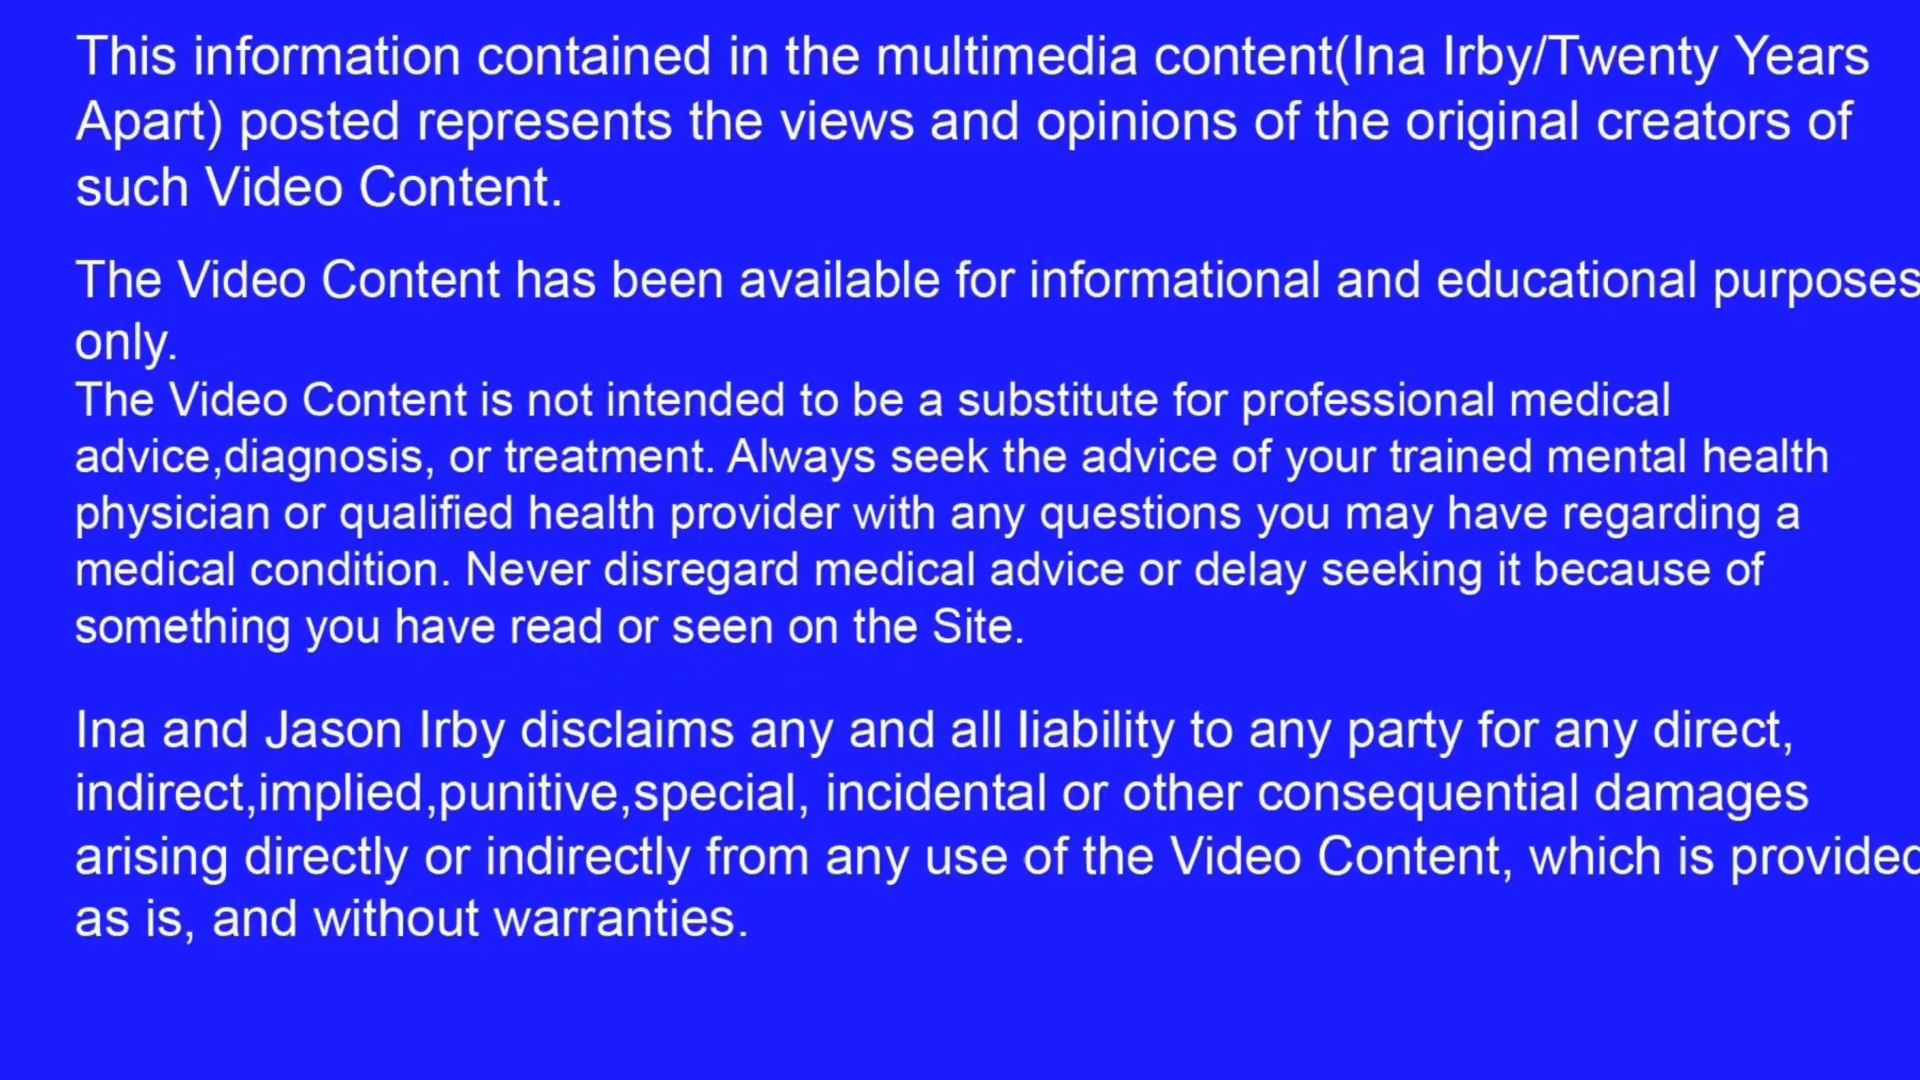 This information contained in the multimedia content(Ina Irby/Twenty Years
Apart) posted represents the views and opinions of the original creators of
such Video Content.
The Video Content has been available for informational and educational purposes
only.
The Video Content is not intended to be a substitute for professional medical
advice,diagnosis, or treatment. Always seek the advice of your trained mental health
physician or qualified health provider with any questions you may have regarding a
medical condition. Never disregard medical advice or delay seeking it because of
something you have read or seen on the Site.
Ina and Jason Irby disclaims any and all liability to any party for any direct,
indirect,implied,punitive,special, incidental or other consequential damages
arising directly or indirectly from any use of the Video Content, which is provided
as is, and without warranties.